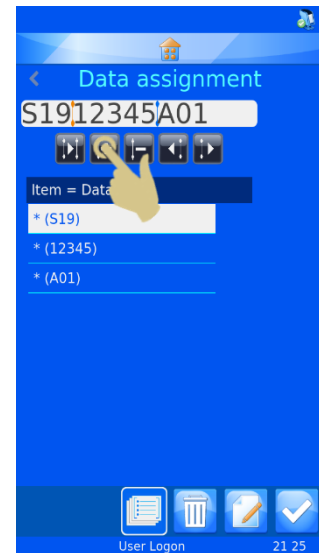 Data assignment
S1912345A01
Item = Data
* (S19)
* (12345)
* (A01)
User Logon 21 25